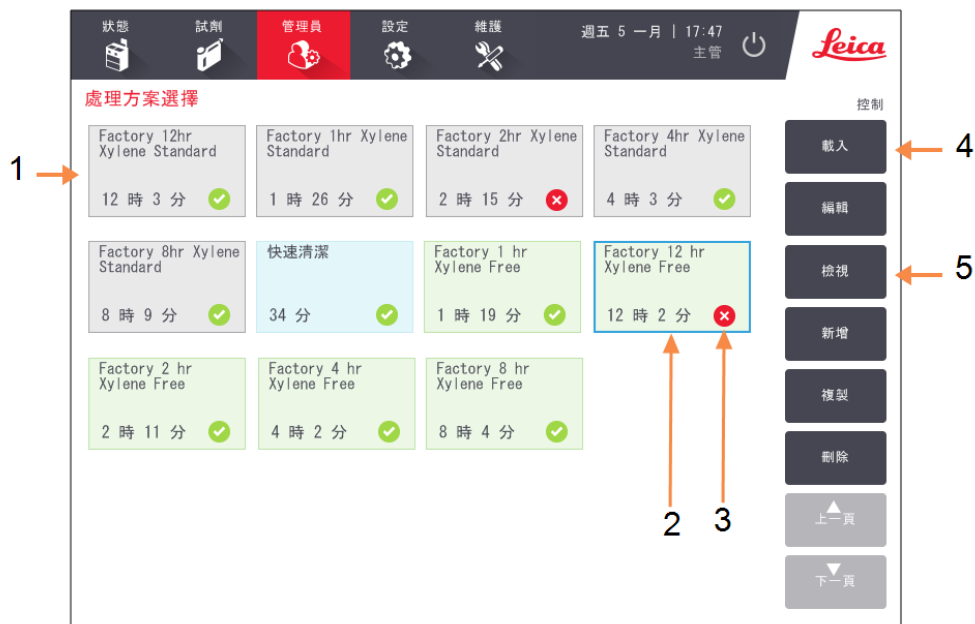 狀態
試劑
管理員
設定
維護
週五 5 一月 | 17:47
主管
Leica
處理方案選擇
控制
Factory 12hr
Xylene Standard
12 時 3 分
Factory 1hr Xylene
Standard
1 時 26 分
Factory 2hr Xylene
Standard
2 時 15 分
Factory 4hr Xylene
Standard
4 時 3 分
Factory 8hr Xylene
Standard
8 時 9 分
快速清潔
34 分
Factory 1 hr
Xylene Free
1 時 19 分
Factory 12 hr
Xylene Free
12 時 2 分
Factory 2 hr
Xylene Free
2 時 11 分
Factory 4 hr
Xylene Free
4 時 2 分
Factory 8 hr
Xylene Free
8 時 4 分
載入
編輯
檢視
新增
複製
刪除
上一頁
下一頁
1
2
3
4
5